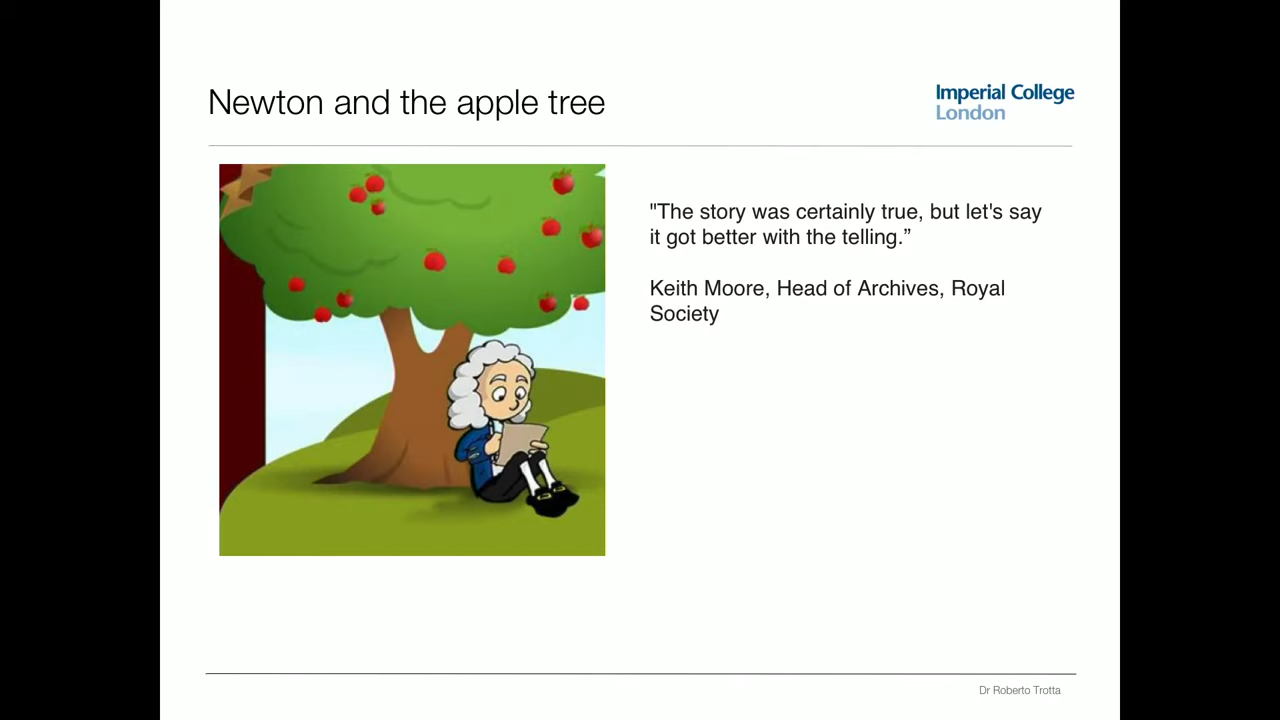 Newton and the apple tree
Imperial College
London
"The story was certainly true, but let's say
it got better with the telling.”
Keith Moore, Head of Archives, Royal
Society
Dr Roberto Trotta